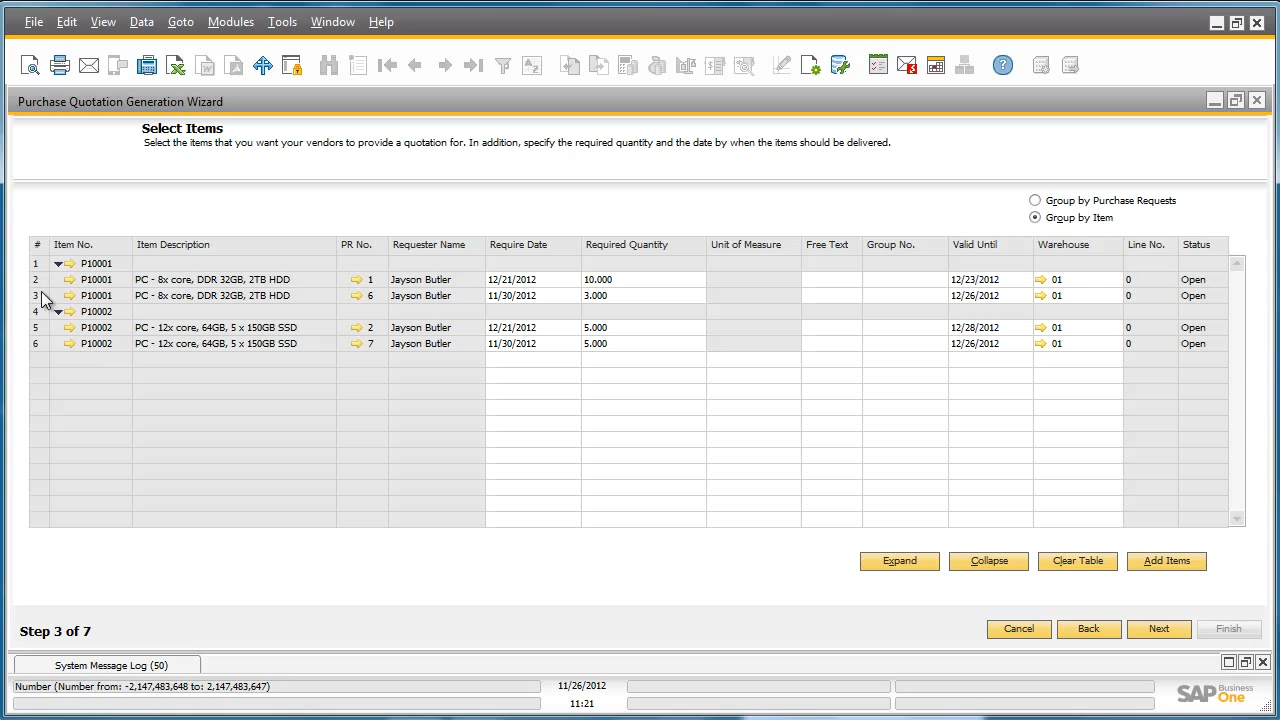 File Edit View Data Goto Modules Tools Window Help
Purchase Quotation Generation Wizard
Select Items
Select the items that you want your vendors to provide a quotation for. In addition, specify the required quantity and the date by when the items should be delivered.
Group by Purchase Requests
Group by Item
# Item No. Item Description PR No. Requester Name Require Date Required Quantity Unit of Measure Free Text Group No. Valid Until Warehouse Line No. Status
1 P10001
2 P10001 PC - 8x core, DDR 32GB, 2TB HDD 1 Jayson Butler 12/21/2012 10.000 12/23/2012 01 0 Open
3 P10001 PC - 8x core, DDR 32GB, 2TB HDD 6 Jayson Butler 11/30/2012 3.000 12/26/2012 01 0 Open
4 P10002
5 P10002 PC - 12x core, 64GB, 5 x 150GB SSD 2 Jayson Butler 12/21/2012 5.000 12/28/2012 01 0 Open
6 P10002 PC - 12x core, 64GB, 5 x 150GB SSD 7 Jayson Butler 11/30/2012 5.000 12/26/2012 01 0 Open
Expand Collapse Clear Table Add Items
Step 3 of 7
Cancel Back Next Finish
System Message Log (50)
Number (Number from: -2,147,483,648 to: 2,147,483,647)
11/26/2012
11:21
SAP Business One